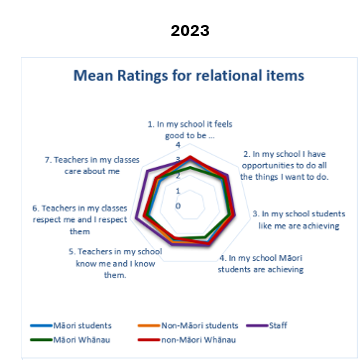 2023
Mean Ratings for relational items
1. In my school it feels
good to be ...
4
3
2
1
0
2. In my school I have
opportunities to do all
the things I want to do.
3. In my school students
like me are achieving
4. In my school Māori
students are achieving
5. Teachers in my school
know me and I know
them.
6. Teachers in my classes
respect me and I respect
them
7. Teachers in my classes
care about me
Māori students
Non-Māori students
Staff
Māori Whānau
non-Māori Whānau